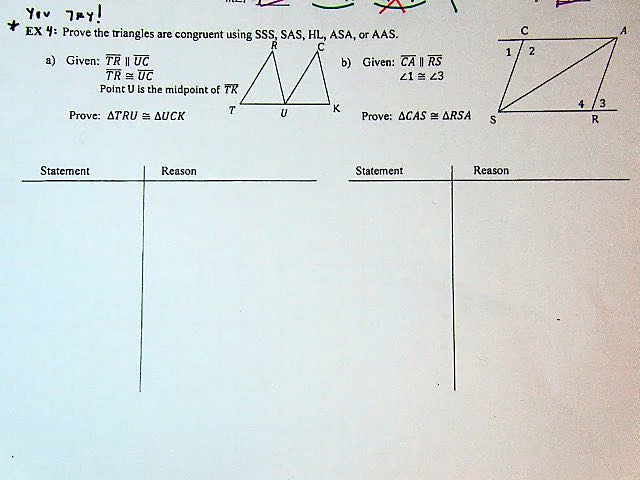 You TRY!
* EX 4: Prove the triangles are congruent using SSS, SAS, HL, ASA, or AAS.
a) Given: TR ∥ UC
TR ≅ UC
Point U is the midpoint of TK
Prove: ΔTRU ≅ ΔUCK
R C
T U K
b) Given: CA ∥ RS
∠1 ≅ ∠3
Prove: ΔCAS ≅ ΔRSA
C A
1 2
4 3
S R
Statement Reason Statement Reason